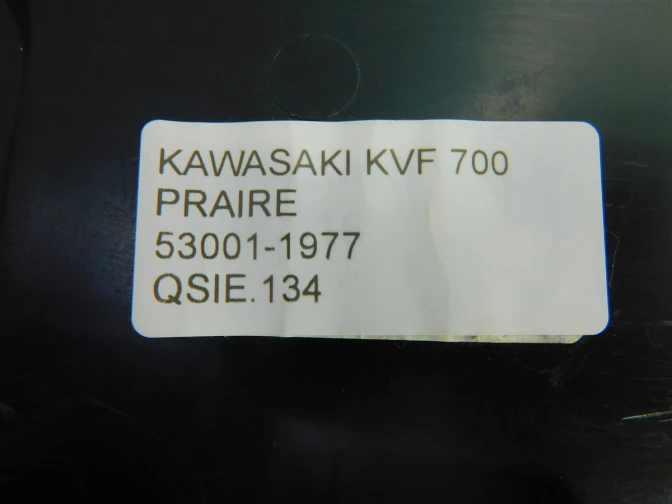 KAWASAKI KVF 700
PRAIRE
53001-1977
QSIE.134